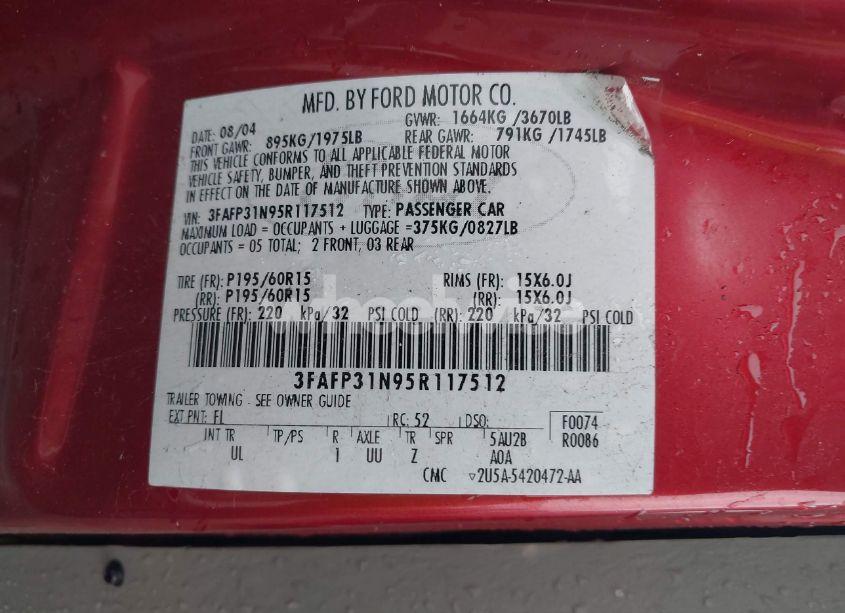 MFD. BY FORD MOTOR CO.
DATE: 08/04 GVWR: 1664KG /3670LB
FRONT GAWR: 895KG/1975LB REAR GAWR: 791KG /1745LB
THIS VEHICLE CONFORMS TO ALL APPLICABLE FEDERAL MOTOR
VEHICLE SAFETY, BUMPER, AND THEFT PREVENTION STANDARDS
IN EFFECT ON THE DATE OF MANUFACTURE SHOWN ABOVE.
VIN: 3FAFP31N95R117512 TYPE: PASSENGER CAR
MAXIMUM LOAD = OCCUPANTS + LUGGAGE =375KG/0827LB
OCCUPANTS = 05 TOTAL; 2 FRONT, 03 REAR
TIRE (FR): P195/60R15 RIMS (FR): 15X6.0J
(RR): P195/60R15 (RR): 15X6.0J
PRESSURE (FR): 220 kPa/32 PSI COLD (RR): 220 kPa/32 PSI COLD
3FAFP31N95R117512
TRAILER TOWING - SEE OWNER GUIDE
EXT PNT: FL RC: 52 DSO: F0074
INT TR TP/PS R AXLE TR SPR 5AU2B R0086
UL 1 UU Z A0A
CMC ▽2U5A-5420472-AA